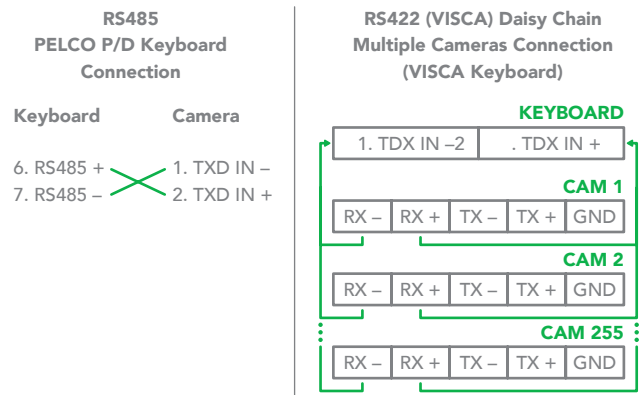 RS485
PELCO P/D Keyboard
Connection
Keyboard Camera
6. RS485 + 1. TXD IN –
7. RS485 – 2. TXD IN +
RS422 (VISCA) Daisy Chain
Multiple Cameras Connection
(VISCA Keyboard)
KEYBOARD
1. TDX IN –2 . TDX IN +
CAM 1
RX – RX + TX – TX + GND
CAM 2
RX – RX + TX – TX + GND
CAM 255
RX – RX + TX – TX + GND